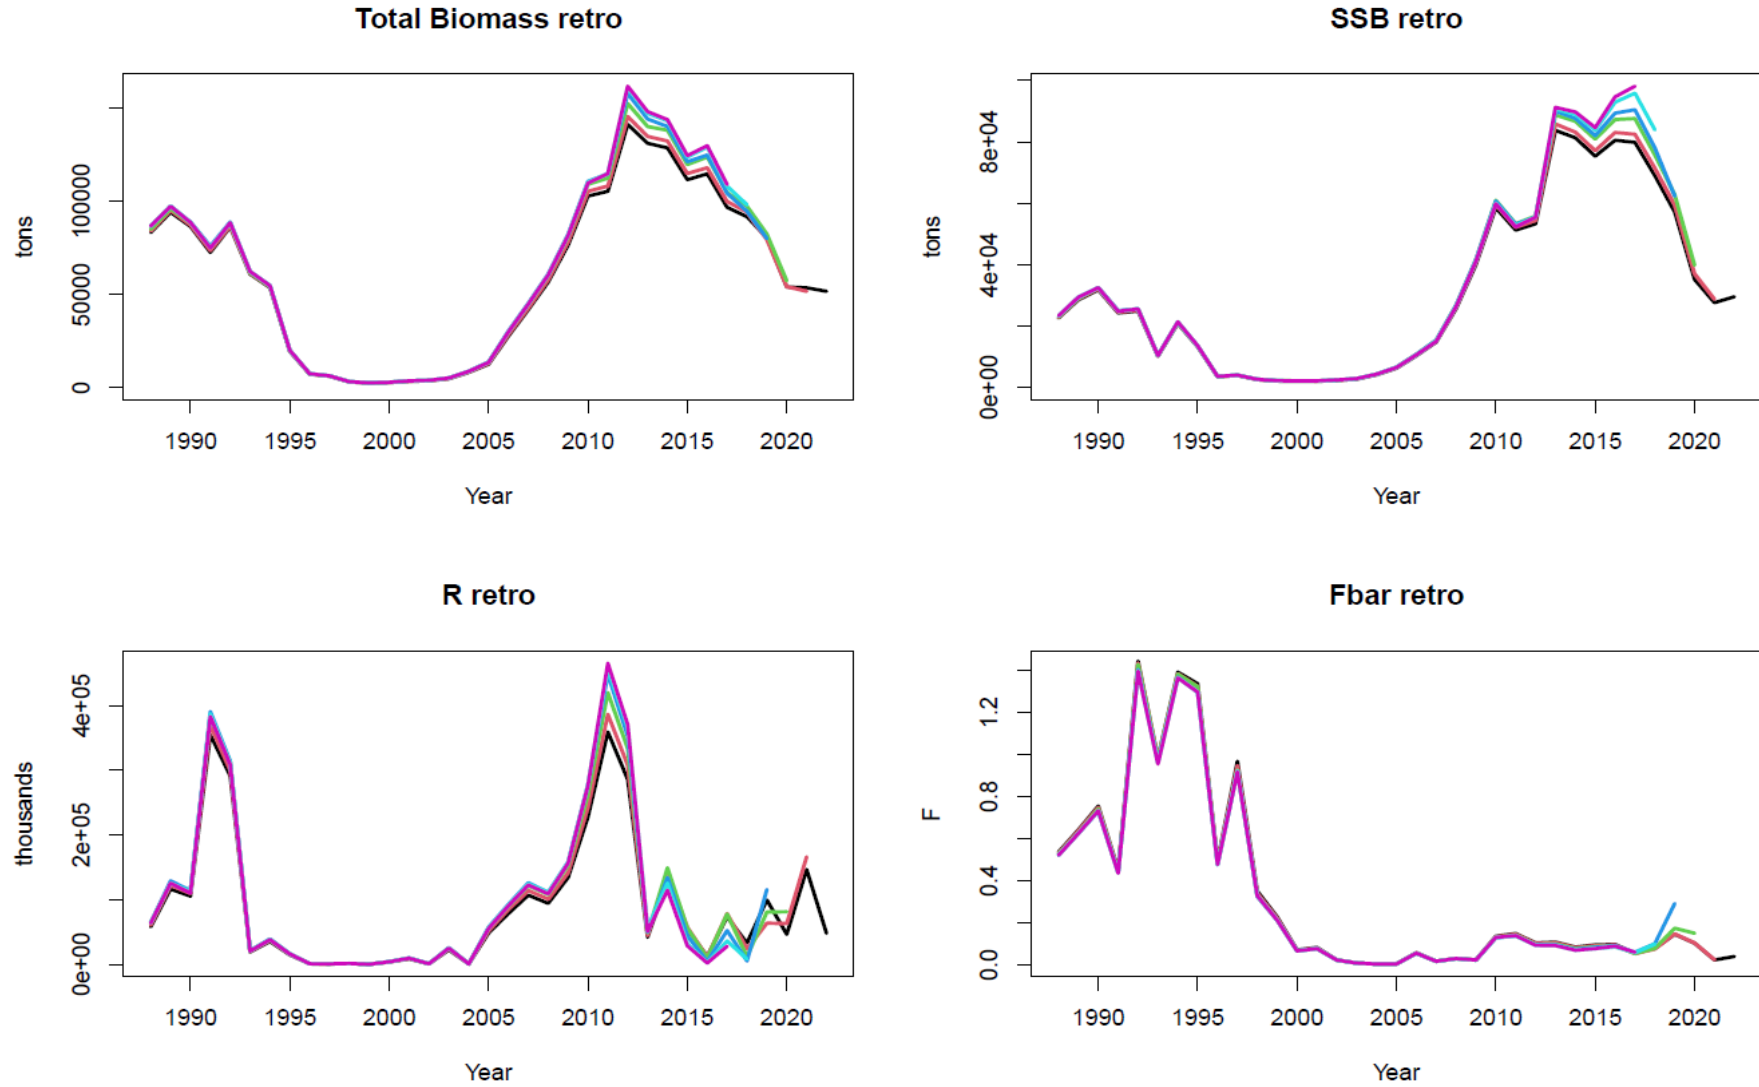 Total Biomass retro
tons
0
50000
100000
1990 1995 2000 2005 2010 2015 2020
Year
SSB retro
tons
0e+00
4e+04
8e+04
1990 1995 2000 2005 2010 2015 2020
Year
R retro
thousands
0e+00
2e+05
4e+05
1990 1995 2000 2005 2010 2015 2020
Year
Fbar retro
F
0.0
0.4
0.8
1.2
1990 1995 2000 2005 2010 2015 2020
Year